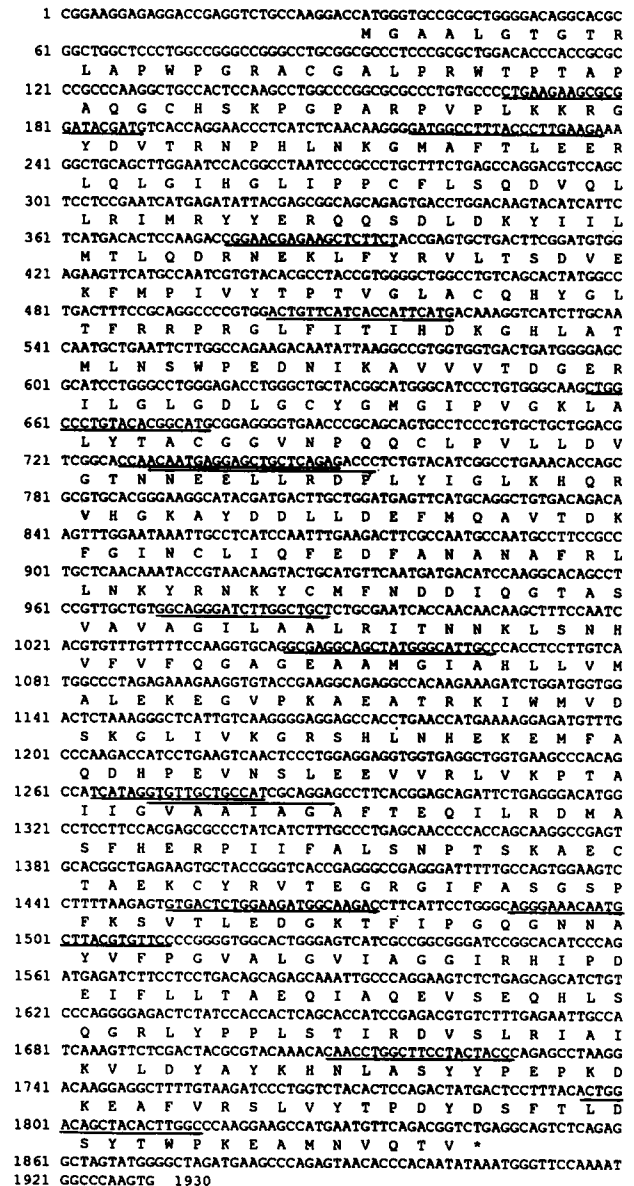 1 CGGAAGGAGAGGACCGAGGTCTGCCAAGGACCATGGGTGCCGCGCTGGGGACAGGCACGC
M G A A L G T G T R
61 GGCTGGCTCCCTGGCCGGGCCGGGCCTGCGGCGCCCTCCCGCGCTGGACACCCACCGCGC
L A P W P G R A C G A L P R W T P T A P
121 CCGCCCAAGGCTGCCACTCCAAGCCTGGCCCGGCGCGCCCTGTGCCCCTGAAGAAGCGCG
A Q G C H S K P G P A R P V P L K K R G
181 GATACGATGTCACCAGGAACCCTCATCTCAACAAGGGGATGGCCTTTACCCTTGAAGAAA
Y D V T R N P H L N K G M A F T L E E R
241 GGCTGCAGCTTGGAATCCACGGCCTAATCCCGCCCTGCTTTCTGAGCCAGGACGTCCAGC
L Q L G I H G L I P P C F L S Q D V Q L
301 TCCTCCGAATCATGAGATATTACGAGCGGCAGCAGAGTGACCTGGACAAGTACATCATTC
L R I M R Y Y E R Q Q S D L D K Y I I L
361 TCATGACACTCCAAGACCGGAACGAGAAGCTCTTCTACCGAGTGCTGACTTCGGATGTGG
M T L Q D R N E K L F Y R V L T S D V E
421 AGAAGTTCATGCCAATCGTGTACACGCCTACCGTGGGGCTGGCCTGTCAGCACTATGGCC
K F M P I V Y T P T V G L A C Q H Y G L
481 TGACTTTCCGCAGGCCCCGTGGACTGTTCATCACCATTCATGACAAAGGTCATCTTGCAA
T F R R P R G L F I T I H D K G H L A T
541 CAATGCTGAATTCTTGGCCAGAAGACAATATTAAGGCCGTGGTGGTGACTGATGGGGAGC
M L N S W P E D N I K A V V V T D G E R
601 GCATCCTGGGCCTGGGAGACCTGGGCTGCTACGGCATGGGCATCCCTGTGGGCAAGCTGG
I L G L G D L G C Y G M G I P V G K L A
661 CCCTGTACACGGCATGCGGAGGGGTGAACCCGCAGCAGTGCCTCCCTGTGCTGCTGGACG
L Y T A C G G V N P Q Q C L P V L L D V
721 TCGGCACCAACAATGAGGAGCTGCTCAGAGACCCTCTGTACATCGGCCTGAAACACCAGC
G T N N E E L L R D P L Y I G L K H Q R
781 GCGTGCACGGGAAGGCATACGATGACTTGCTGGATGAGTTCATGCAGGCTGTGACAGACA
V H G K A Y D D L L D E F M Q A V T D K
841 AGTTTGGAATAAATTGCCTCATCCAATTTGAAGACTTCGCCAATGCCAATGCCTTCCGCC
F G I N C L I Q F E D F A N A N A F R L
901 TGCTCAACAAATACCGTAACAAGTACTGCATGTTCAATGATGACATCCAAGGCACAGCCT
L N K Y R N K Y C M F N D D I Q G T A S
961 CCGTTGCTGTGGCAGGGATCTTGGCTGCTCTGCGAATCACCAACAACAAGCTTTCCAATC
V A V A G I L A A L R I T N N K L S N H
1021 ACGTGTTTGTTTTCCAAGGTGCAGGCGAGGCAGCTATGGGCATTGCCCACCTCCTTGTCA
V F V F Q G A G E A A M G I A H L L V M
1081 TGGCCCTAGAGAAAGAAGGTGTACCGAAGGCAGAGGCCACAAGAAAGATCTGGATGGTGG
A L E K E G V P K A E A T R K I W M V D
1141 ACTCTAAAGGGCTCATTGTCAAGGGGAGGAGCCACCTGAACCATGAAAAGGAGATGTTTG
S K G L I V K G R S H L N H E K E M F A
1201 CCCAAGACCATCCTGAAGTCAACTCCCTGGAGGAGGTGGTGAGGCTGGTGAAGCCCACAG
Q D H P E V N S L E E V V R L V K P T A
1261 CCATCATAGGTGTTGCTGCCATCGCAGGAGCCTTCACGGAGCAGATTCTGAGGGACATGG
I I G V A A I A G A F T E Q I L R D M A
1321 CCTCCTTCCACGAGCGCCCTATCATCTTTGCCCTGAGCAACCCCACCAGCAAGGCCGAGT
S F H E R P I I F A L S N P T S K A E C
1381 GCACGGCTGAGAAGTGCTACCGGGTCACCGAGGGCCGAGGGATTTTTGCCAGTGGAAGTC
T A E K C Y R V T E G R G I F A S G S P
1441 CTTTTAAGAGTGTGACTCTGGAAGATGGCAAGACCTTCATTCCTGGGCAGGGAAACAATG
F K S V T L E D G K T F I P G Q G N N A
1501 CTTACGTGTTCCCCGGGGTGGCACTGGGAGTCATCGCCGGCGGGATCCGGCACATCCCAG
Y V F P G V A L G V I A G G I R H I P D
1561 ATGAGATCTTCCTCCTGACAGCAGAGCAAATTGCCCAGGAAGTCTCTGAGCAGCATCTGT
E I F L L T A E Q I A Q E V S E Q H L S
1621 CCCAGGGGAGACTCTATCCACCACTCAGCACCATCCGAGACGTGTCTTTGAGAATTGCCA
Q G R L Y P P L S T I R D V S L R I A I
1681 TCAAAGTTCTCGACTACGCGTACAAACACAACCTGGCTTCCTACTACCCAGAGCCTAAGG
K V L D Y A Y K H N L A S Y Y P E P K D
1741 ACAAGGAGGCTTTTGTAAGATCCCTGGTCTACACTCCAGACTATGACTCCTTTACACTGG
K E A F V R S L V Y T P D Y D S F T L D
1801 ACAGCTACACTTGGCCCAAGGAAGCCATGAATGTTCAGACGGTCTGAGGCAGTCTCAGAG
S Y T W P K E A M N V Q T V *
1861 GCTAGTATGGGGCTAGATGAAGCCCAGAGTAACACCCACAATATAAATGGGTTCCAAAAT
1921 GGCCCAAGTG 1930